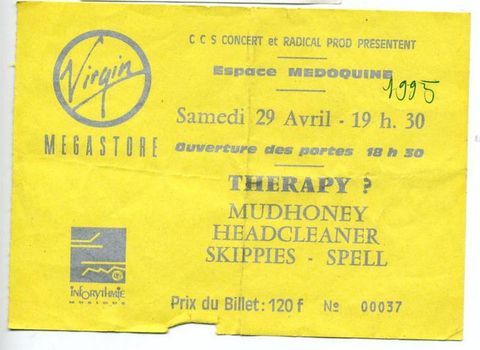 C C S CONCERT et RADICAL PROD PRESENTENT
Virgin
MEGASTORE
Espace MEDOQUINE
1995
Samedi 29 Avril - 19 h. 30
Ouverture des portes 18 h 30
THERAPY ?
MUDHONEY
HEADCLEANER
SKIPPIES - SPELL
INFORYTHMIE
MUSIQUES
Prix du Billet: 120 f No 00037